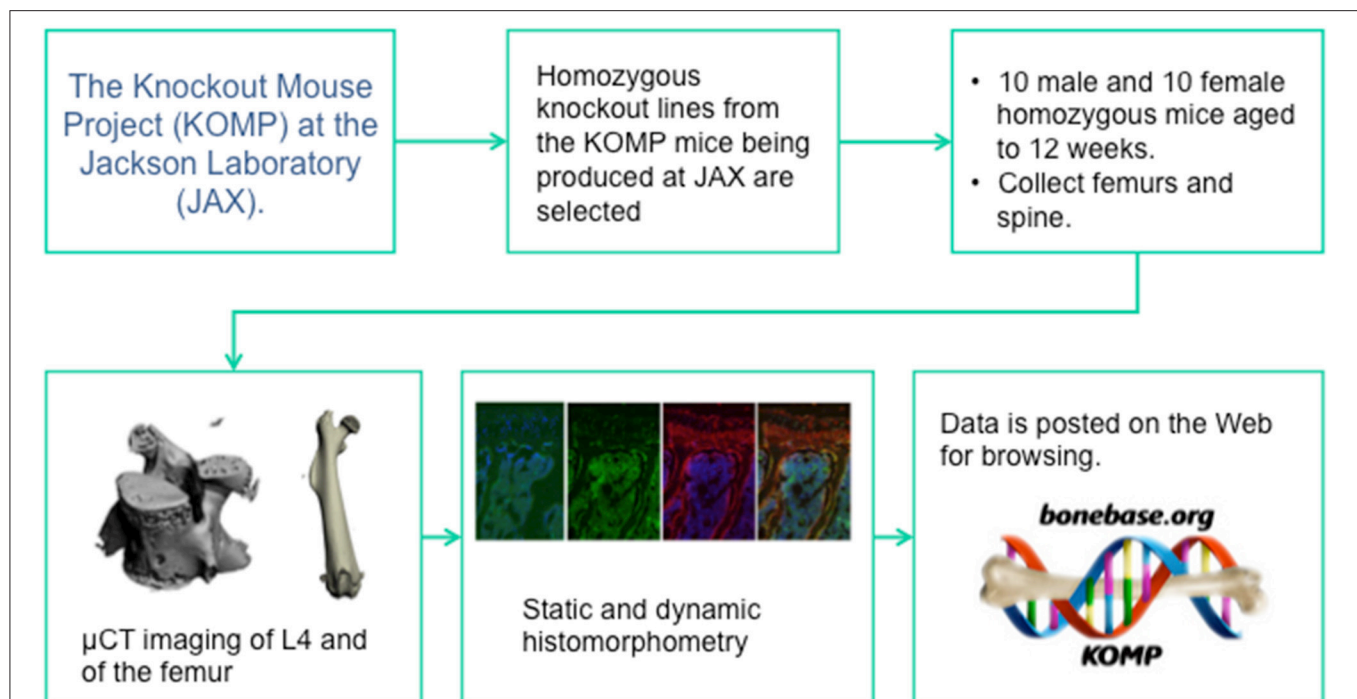 The Knockout Mouse
Project (KOMP) at the
Jackson Laboratory
(JAX).
Homozygous
knockout lines from
the KOMP mice being
produced at JAX are
selected
• 10 male and 10 female
homozygous mice aged
to 12 weeks.
• Collect femurs and
spine.
µCT imaging of L4 and
of the femur
Static and dynamic
histomorphometry
Data is posted on the Web
for browsing.
bonebase.org
KOMP